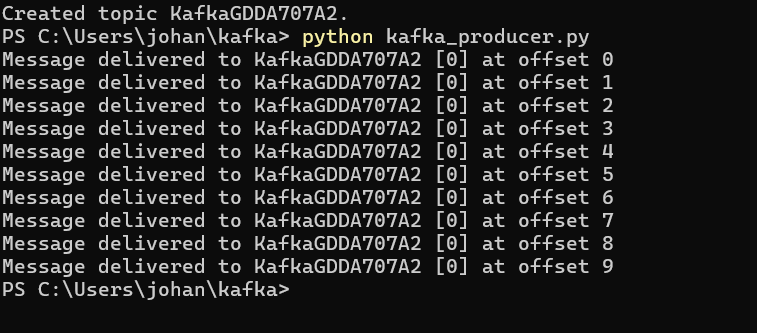 Created topic KafkaGDDA707A2.
PS C:\Users\johan\kafka> python kafka_producer.py
Message delivered to KafkaGDDA707A2 [0] at offset 0
Message delivered to KafkaGDDA707A2 [0] at offset 1
Message delivered to KafkaGDDA707A2 [0] at offset 2
Message delivered to KafkaGDDA707A2 [0] at offset 3
Message delivered to KafkaGDDA707A2 [0] at offset 4
Message delivered to KafkaGDDA707A2 [0] at offset 5
Message delivered to KafkaGDDA707A2 [0] at offset 6
Message delivered to KafkaGDDA707A2 [0] at offset 7
Message delivered to KafkaGDDA707A2 [0] at offset 8
Message delivered to KafkaGDDA707A2 [0] at offset 9
PS C:\Users\johan\kafka>